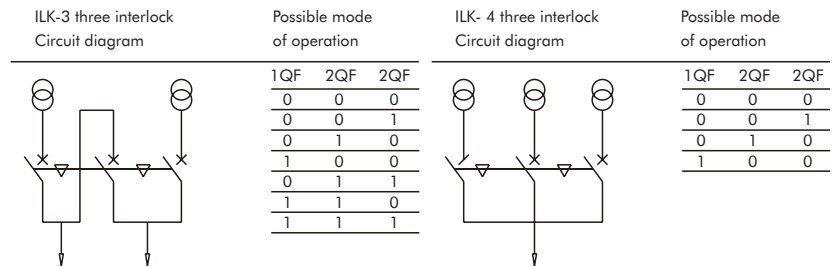 ILK-3 three interlock
Circuit diagram
Possible mode
of operation
1QF 2QF 2QF
0 0 0
0 0 1
0 1 0
1 0 0
0 1 1
1 1 0
1 1 1
ILK- 4 three interlock
Circuit diagram
Possible mode
of operation
1QF 2QF 2QF
0 0 0
0 0 1
0 1 0
1 0 0